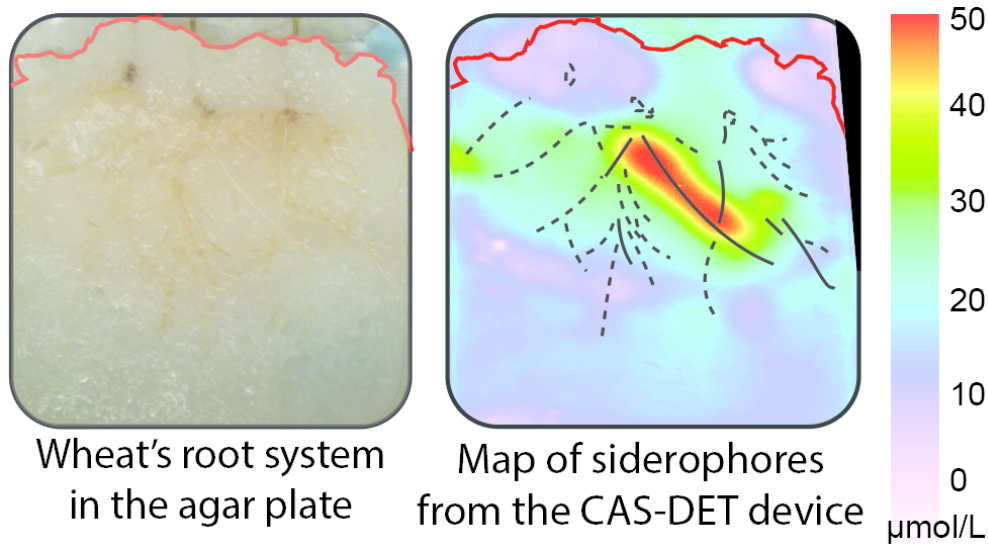 50
40
30
20
10
0
μmol/L
Wheat's root system
in the agar plate
Map of siderophores
from the CAS-DET device